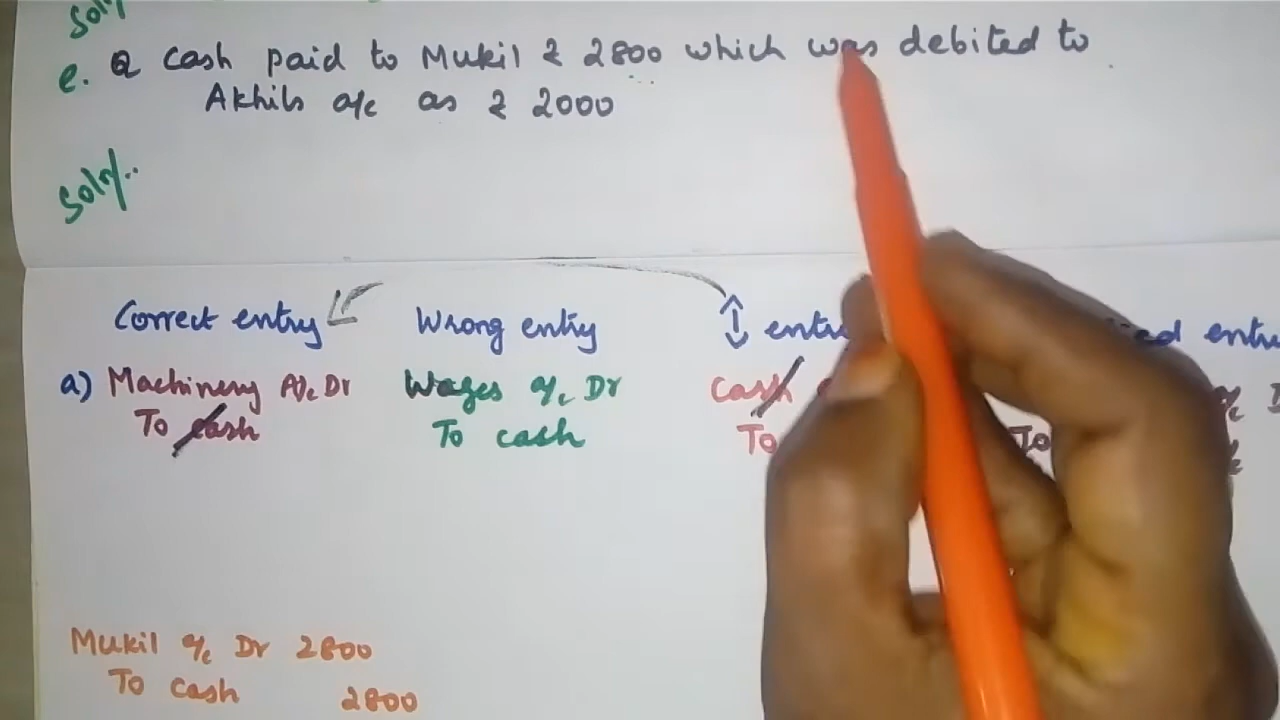 Soln
e. Q Cash paid to Mukil ₹ 2800 which was debited to
Akhils a/c as ₹ 2000
Soln..
Correct entry Wrong entry ↕ entry
a) Machinery A/c Dr Wages a/c Dr Cash
To cash To cash To To
Mukil a/c Dr 2800
To cash 2800